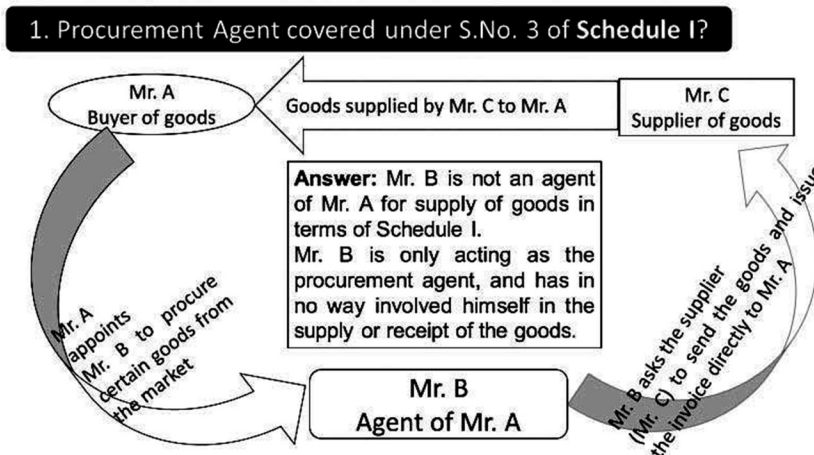 1. Procurement Agent covered under S.No. 3 of Schedule I?
Mr. A
Buyer of goods
Goods supplied by Mr. C to Mr. A
Mr. C
Supplier of goods
Answer: Mr. B is not an agent
of Mr. A for supply of goods in
terms of Schedule I.
Mr. B is only acting as the
procurement agent, and has in
no way involved himself in the
supply or receipt of the goods.
Mr. A
appoints
Mr. B to procure
certain goods from
the market
Mr. B
Agent of Mr. A
Mr. B asks the supplier
(Mr. C) to send the goods and issue
the invoice directly to Mr. A